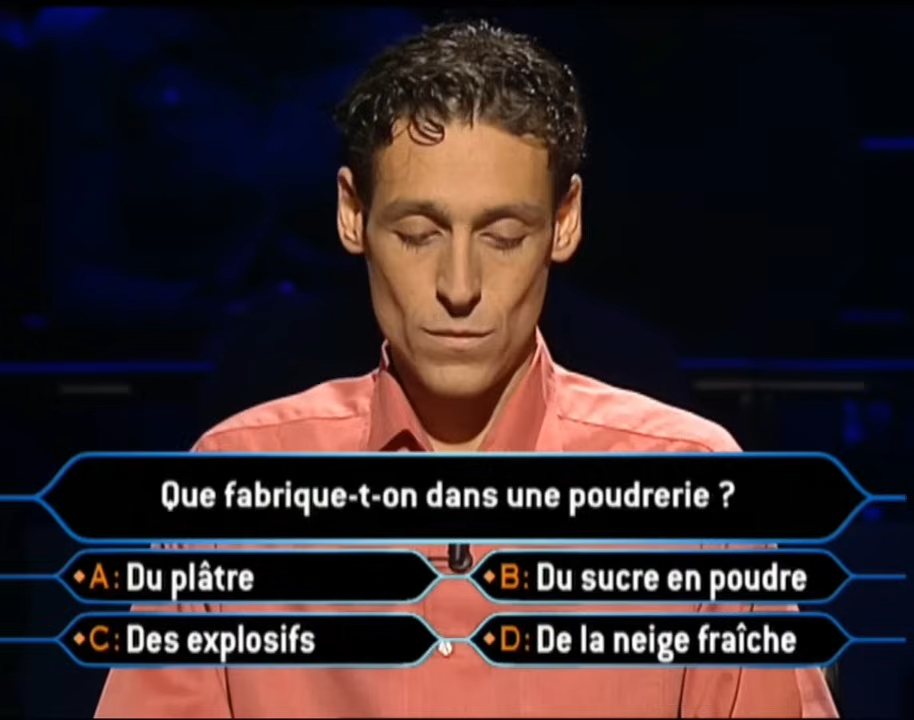 Que fabrique-t-on dans une poudrerie ?
A: Du plâtre
B: Du sucre en poudre
C: Des explosifs
D: De la neige fraîche